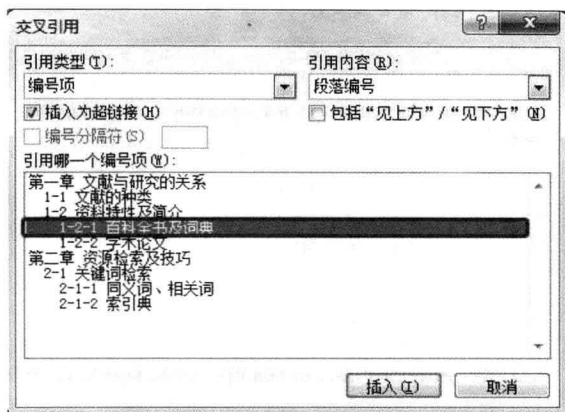 交叉引用
引用类型(T): 引用内容(R):
编号项 段落编号
插入为超链接(H) 包括“见上方”/“见下方”(N)
编号分隔符(S)
引用哪一个编号项(W):
第一章 文献与研究的关系
1-1 文献的种类
1-2 资料特性及简介
1-2-1 百科全书及词典
1-2-2 学术论文
第二章 资源检索及技巧
2-1 关键词检索
2-1-1 同义词、相关词
2-1-2 索引典
插入(I) 取消